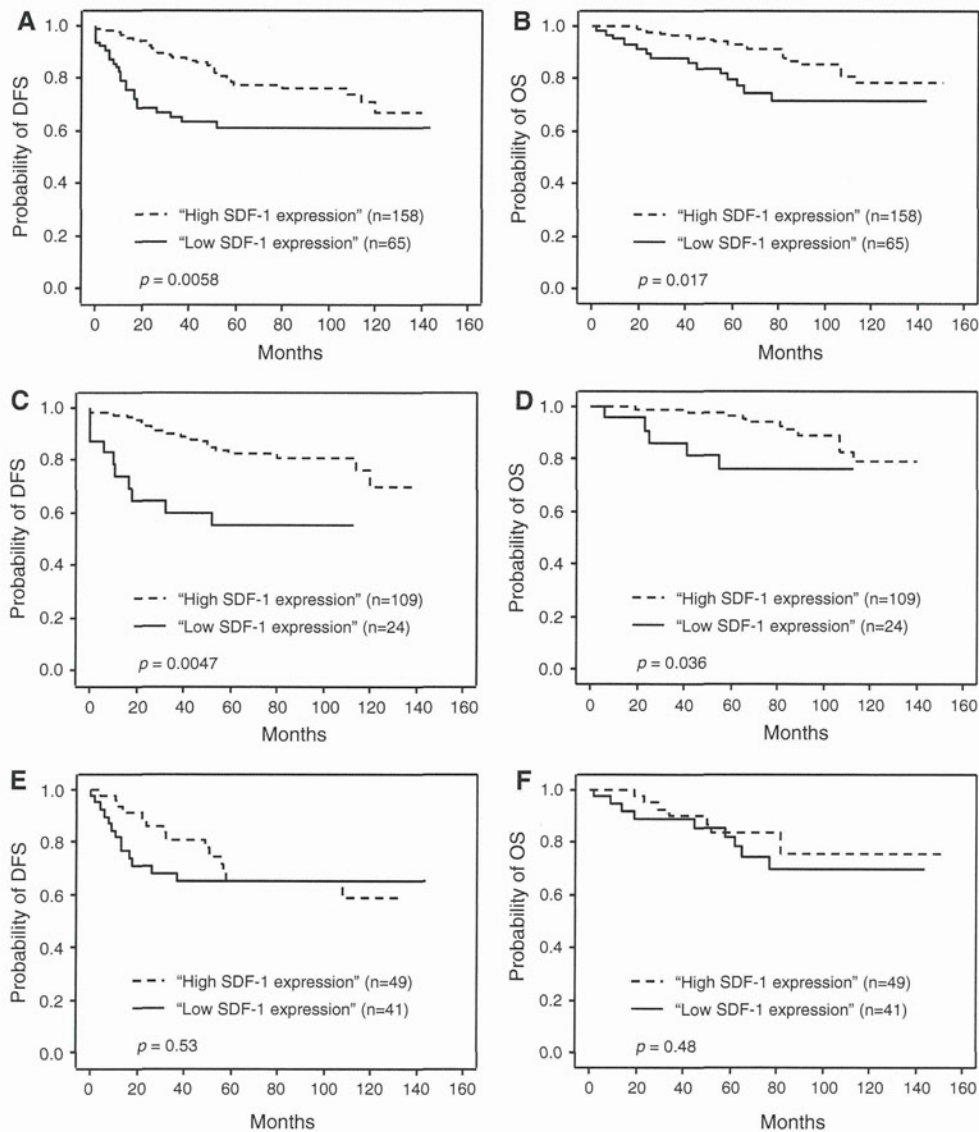 A
Probability of DFS
1.0
0.8
0.6
0.4
0.2
0.0
"High SDF-1 expression" (n=158)
"Low SDF-1 expression" (n=65)
p = 0.0058
0 20 40 60 80 100 120 140 160
Months
B
Probability of OS
1.0
0.8
0.6
0.4
0.2
0.0
"High SDF-1 expression" (n=158)
"Low SDF-1 expression" (n=65)
p = 0.017
0 20 40 60 80 100 120 140 160
Months
C
Probability of DFS
1.0
0.8
0.6
0.4
0.2
0.0
"High SDF-1 expression" (n=109)
"Low SDF-1 expression" (n=24)
p = 0.0047
0 20 40 60 80 100 120 140 160
Months
D
Probability of OS
1.0
0.8
0.6
0.4
0.2
0.0
"High SDF-1 expression" (n=109)
"Low SDF-1 expression" (n=24)
p = 0.036
0 20 40 60 80 100 120 140 160
Months
E
Probability of DFS
1.0
0.8
0.6
0.4
0.2
0.0
"High SDF-1 expression" (n=49)
"Low SDF-1 expression" (n=41)
p = 0.53
0 20 40 60 80 100 120 140 160
Months
F
Probability of OS
1.0
0.8
0.6
0.4
0.2
0.0
"High SDF-1 expression" (n=49)
"Low SDF-1 expression" (n=41)
p = 0.48
0 20 40 60 80 100 120 140 160
Months